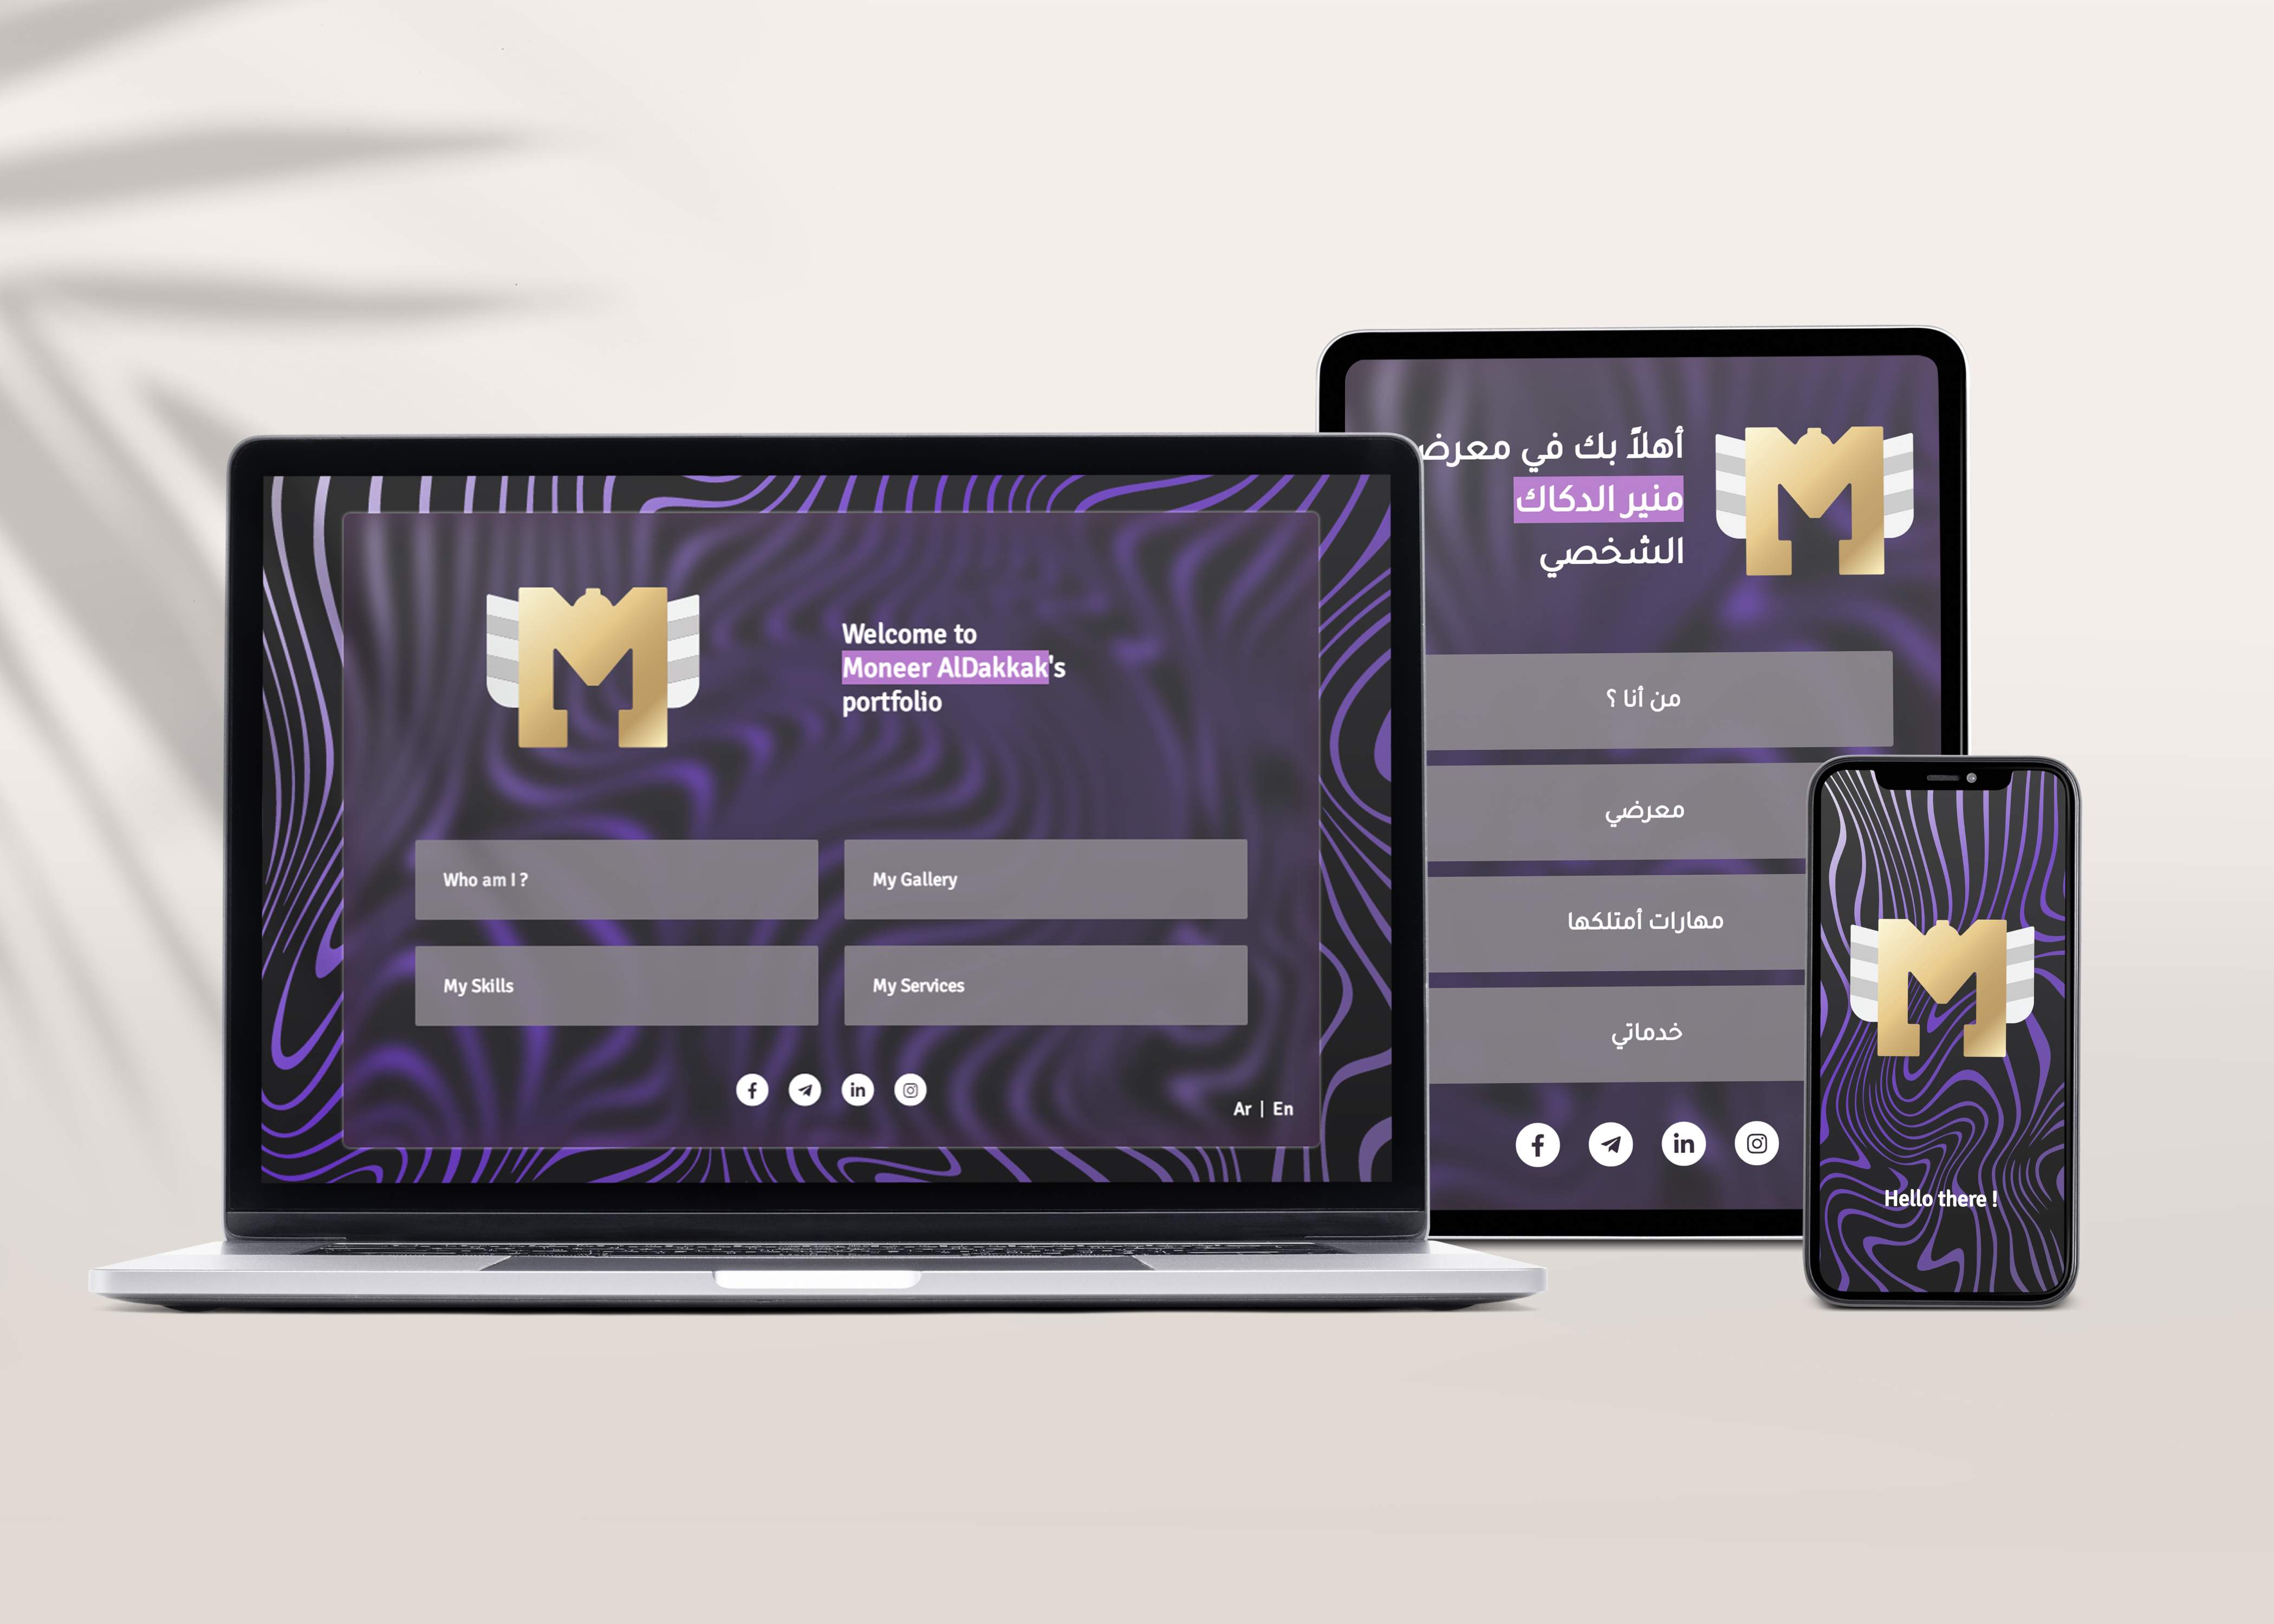 Welcome to
Moneer AlDakkak's
portfolio
Who am I ?
My Gallery
My Skills
My Services
Ar | En
أهلاً بك في معرض
منير الدكاك
الشخصي
من أنا ؟
معرضي
مهارات أمتلكها
خدماتي
M
Hello there !